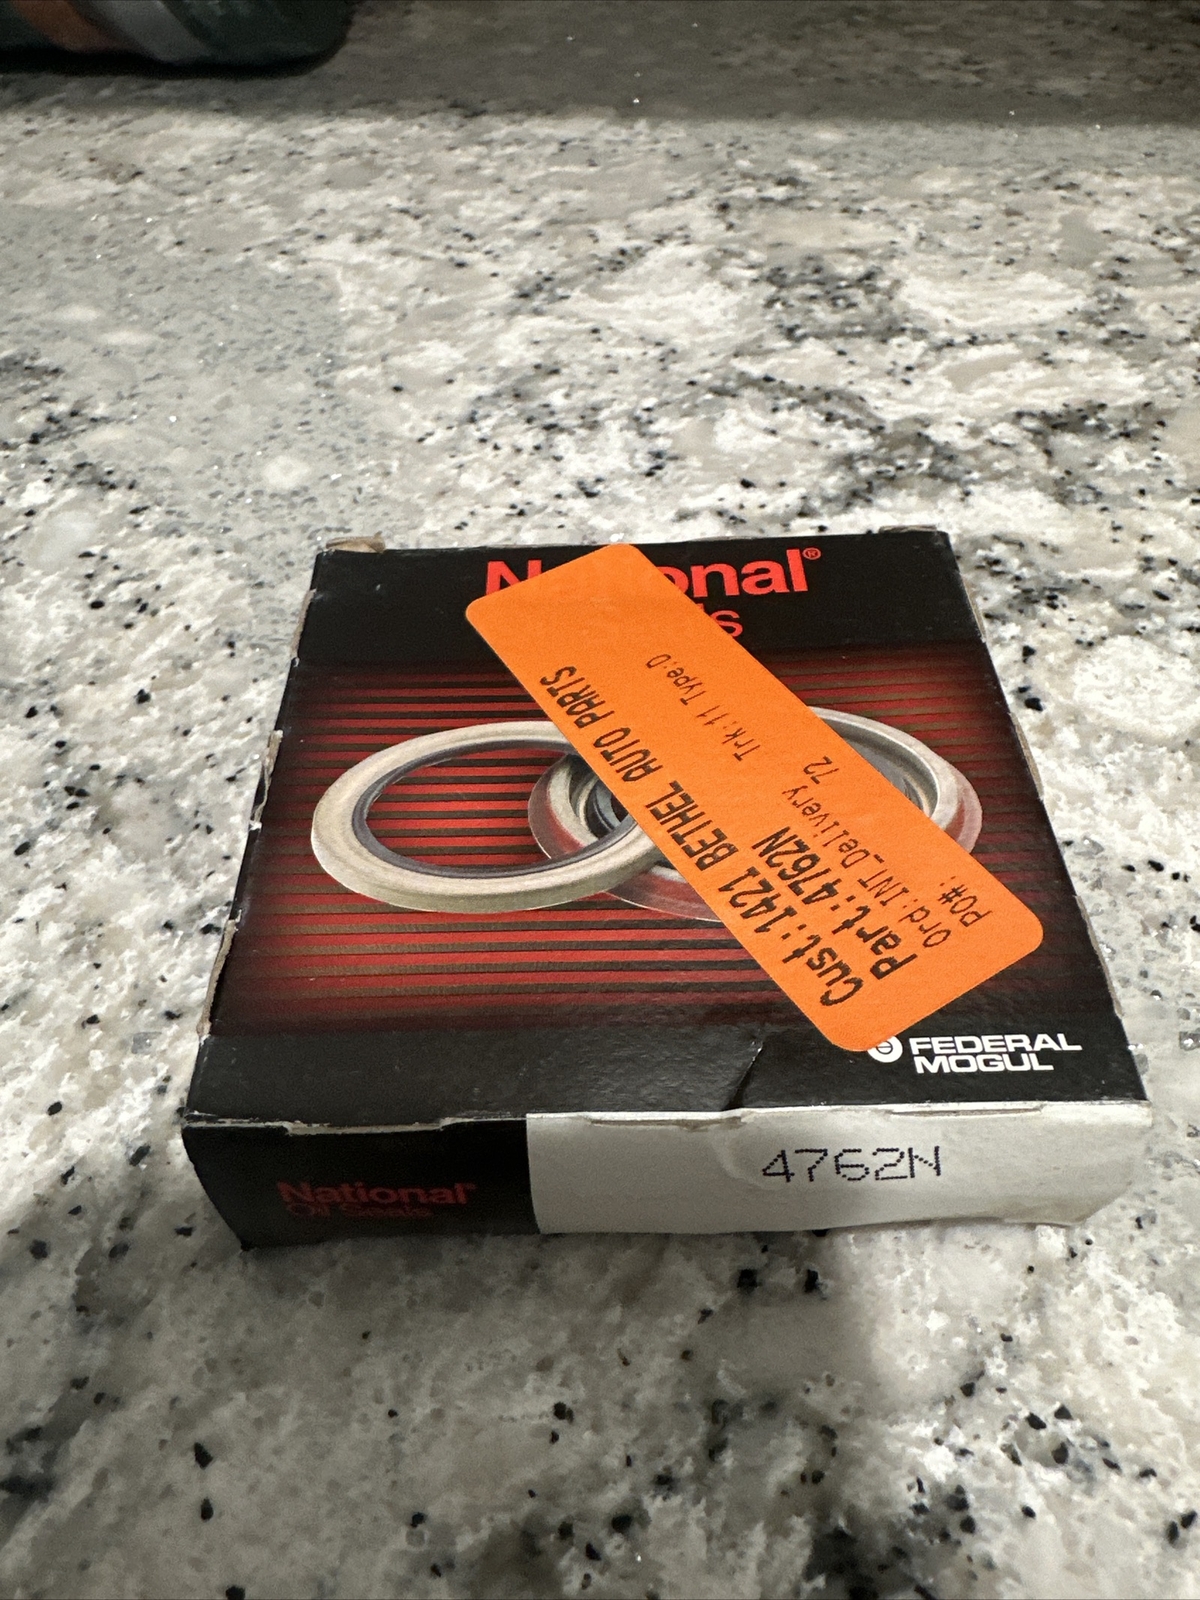 National®
Cust.:1421 BETHEL AUTO PARTS
Part:4762N
Ord:INT_Delivery 72 Trk:11 Type:D
PO#:
FEDERAL
MOGUL
National
Oil Seals
4762N